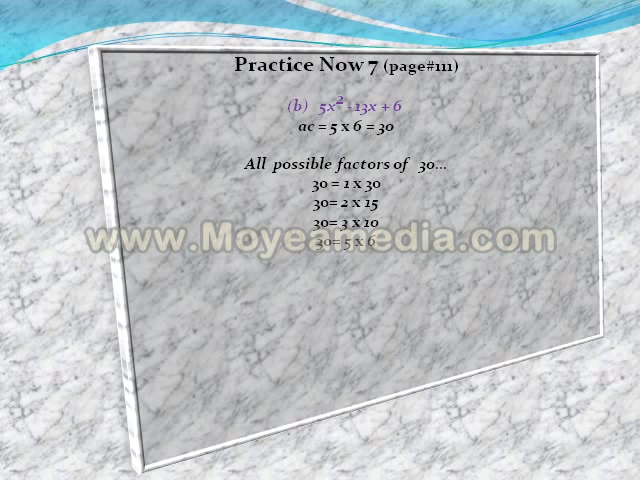 Practice Now 7 (page#111)
(b) 5x² -13x + 6
ac = 5 x 6 = 30
All possible factors of 30...
30 = 1 x 30
30= 2 x 15
30= 3 x 10
www.Moyeamedia.com
30= 5 x 6